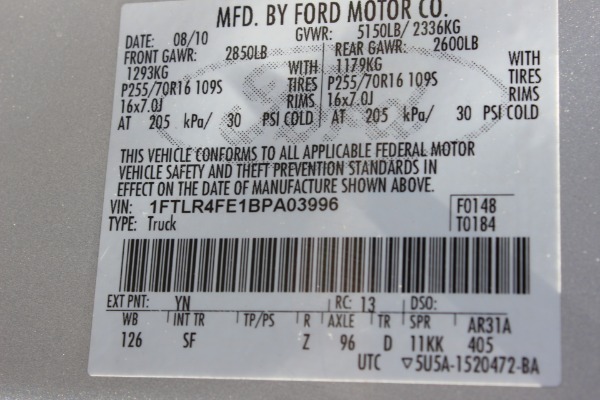 MFD. BY FORD MOTOR CO.
DATE: 08/10 GVWR: 5150LB/ 2336KG
FRONT GAWR: 2850LB REAR GAWR: 2600LB
1293KG WITH 1179KG WITH
P255/70R16 109S TIRES P255/70R16 109S TIRES
16x7.0J RIMS 16x7.0J RIMS
AT 205 kPa/ 30 PSI COLD AT 205 kPa/ 30 PSI COLD
THIS VEHICLE CONFORMS TO ALL APPLICABLE FEDERAL MOTOR
VEHICLE SAFETY AND THEFT PREVENTION STANDARDS IN
EFFECT ON THE DATE OF MANUFACTURE SHOWN ABOVE.
VIN: 1FTLR4FE1BPA03996 F0148
TYPE: Truck T0184
EXT PNT: YN RC: 13 DSO:
WB INT TR TP/PS R AXLE TR SPR AR31A
126 SF Z 96 D 11KK 405
UTC ▽5U5A-1520472-BA